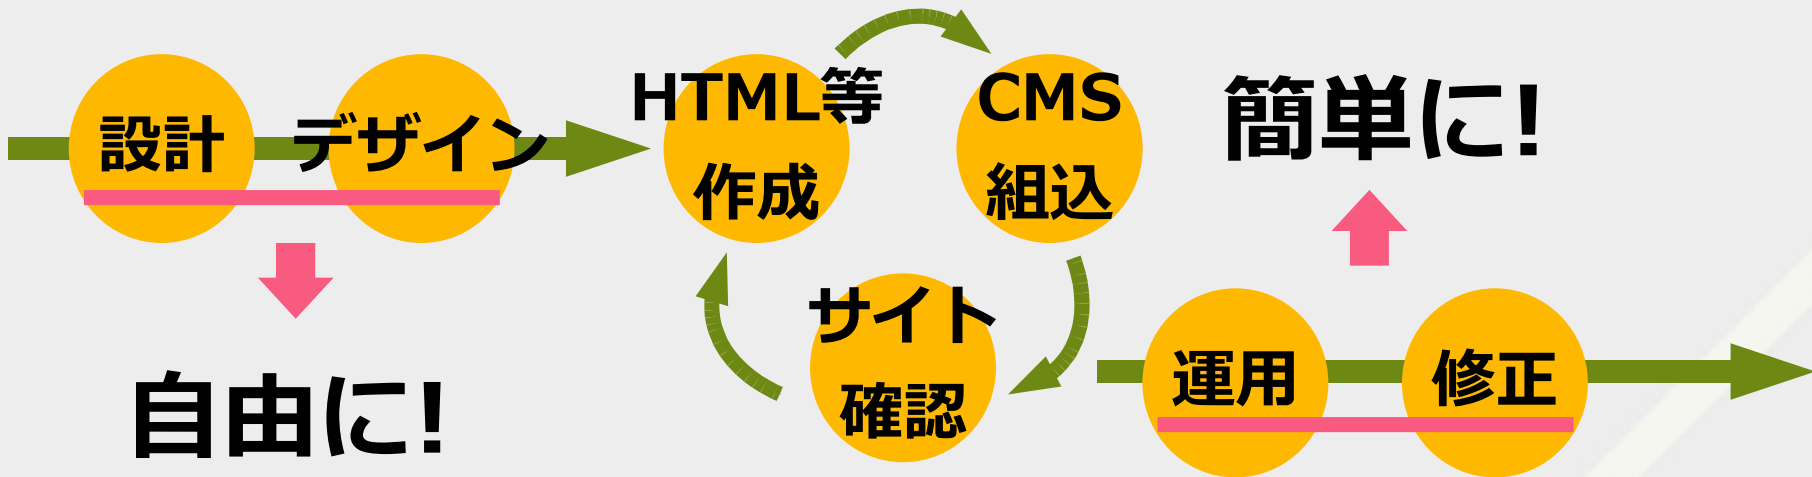 設計
デザイン
自由に!
HTML等
作成
CMS
組込
サイト
確認
簡単に!
運用
修正